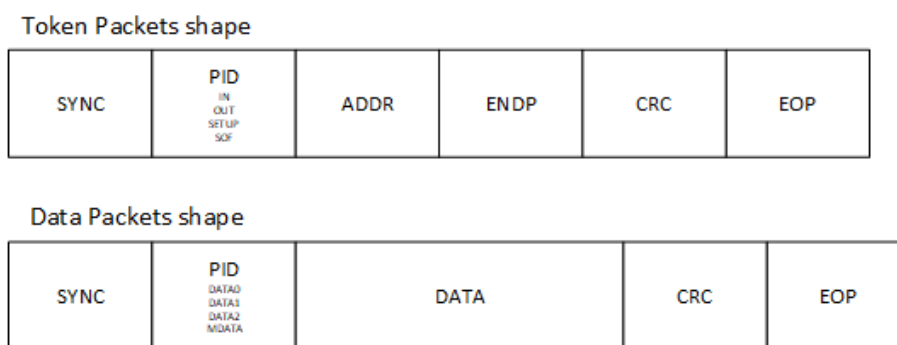 Token Packets shape
SYNC
PID
IN
OUT
SETUP
SOF
ADDR
ENDP
CRC
EOP
Data Packets shape
SYNC
PID
DATA0
DATA1
DATA2
MDATA
DATA
CRC
EOP